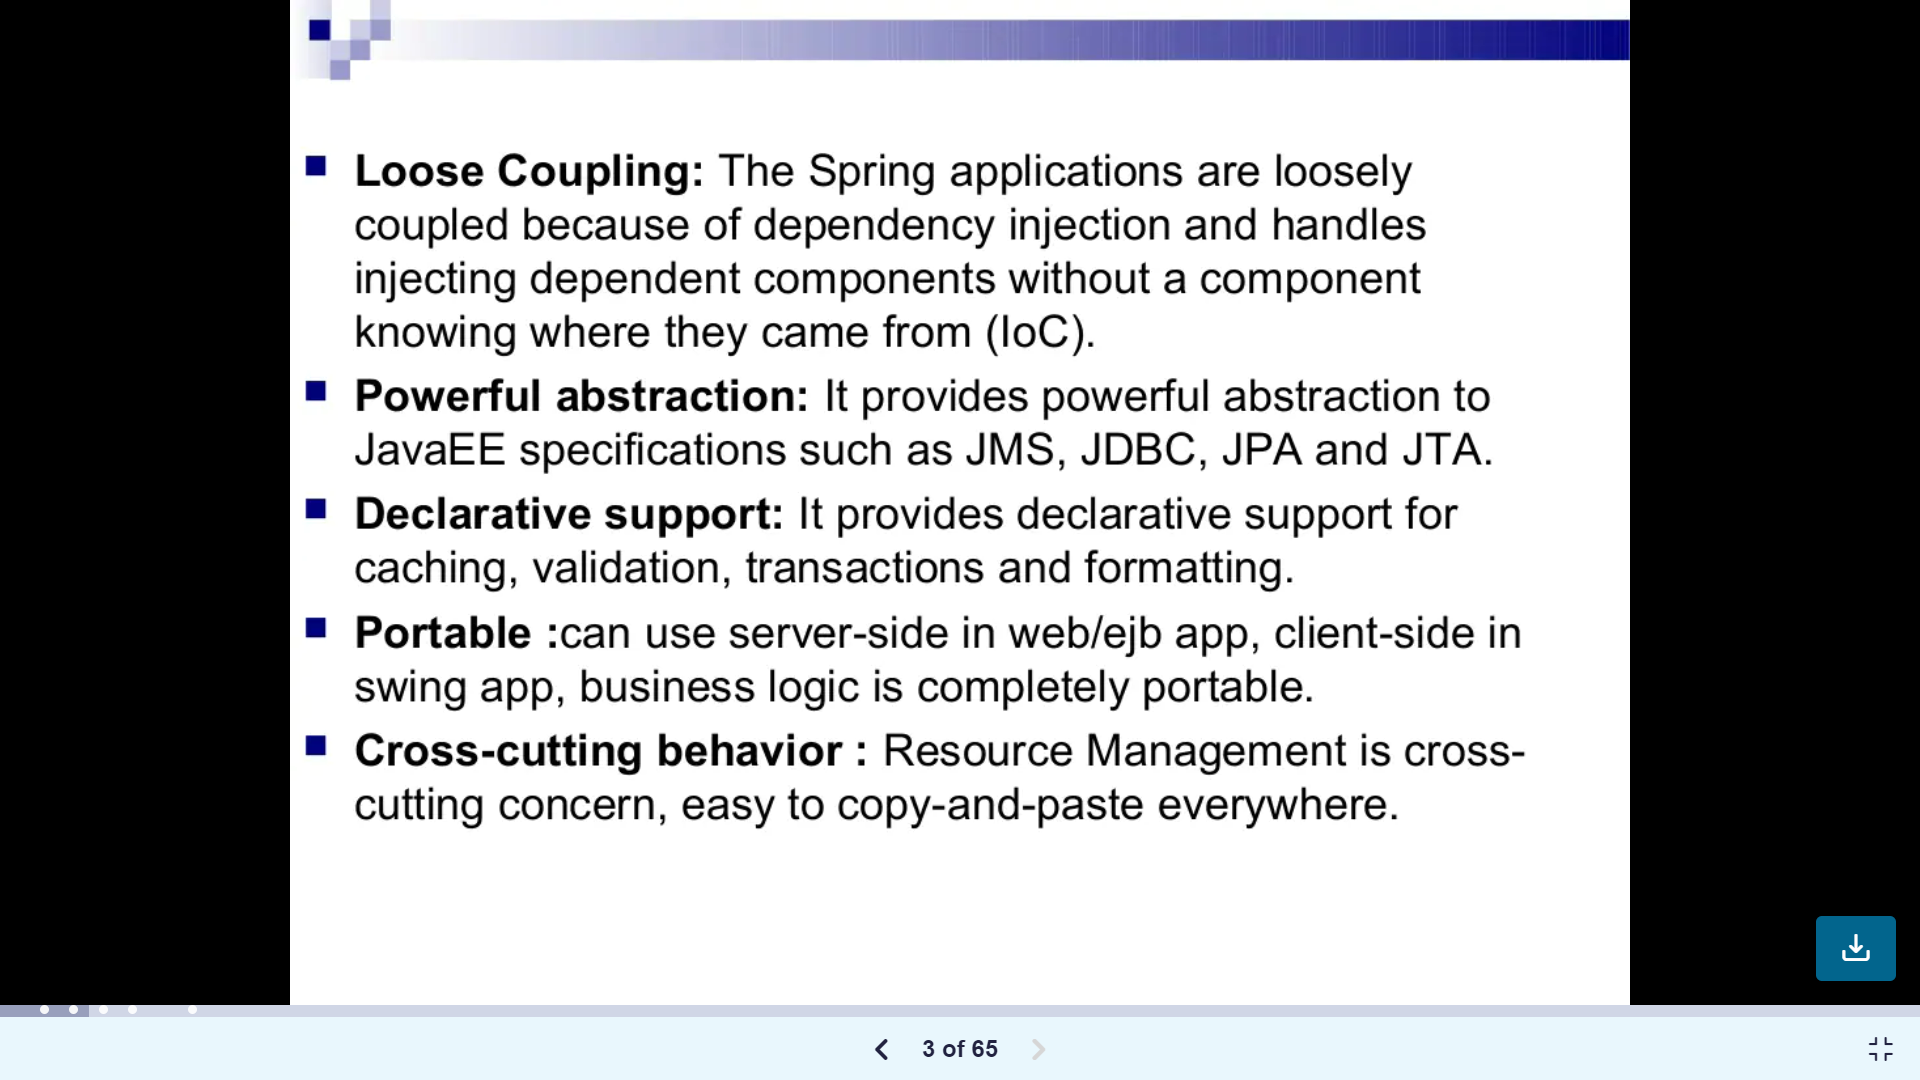 Loose Coupling: The Spring applications are loosely
coupled because of dependency injection and handles
injecting dependent components without a component
knowing where they came from (IoC).
Powerful abstraction: It provides powerful abstraction to
JavaEE specifications such as JMS, JDBC, JPA and JTA.
Declarative support: It provides declarative support for
caching, validation, transactions and formatting.
Portable :can use server-side in web/ejb app, client-side in
swing app, business logic is completely portable.
Cross-cutting behavior : Resource Management is cross-
cutting concern, easy to copy-and-paste everywhere.
3 of 65